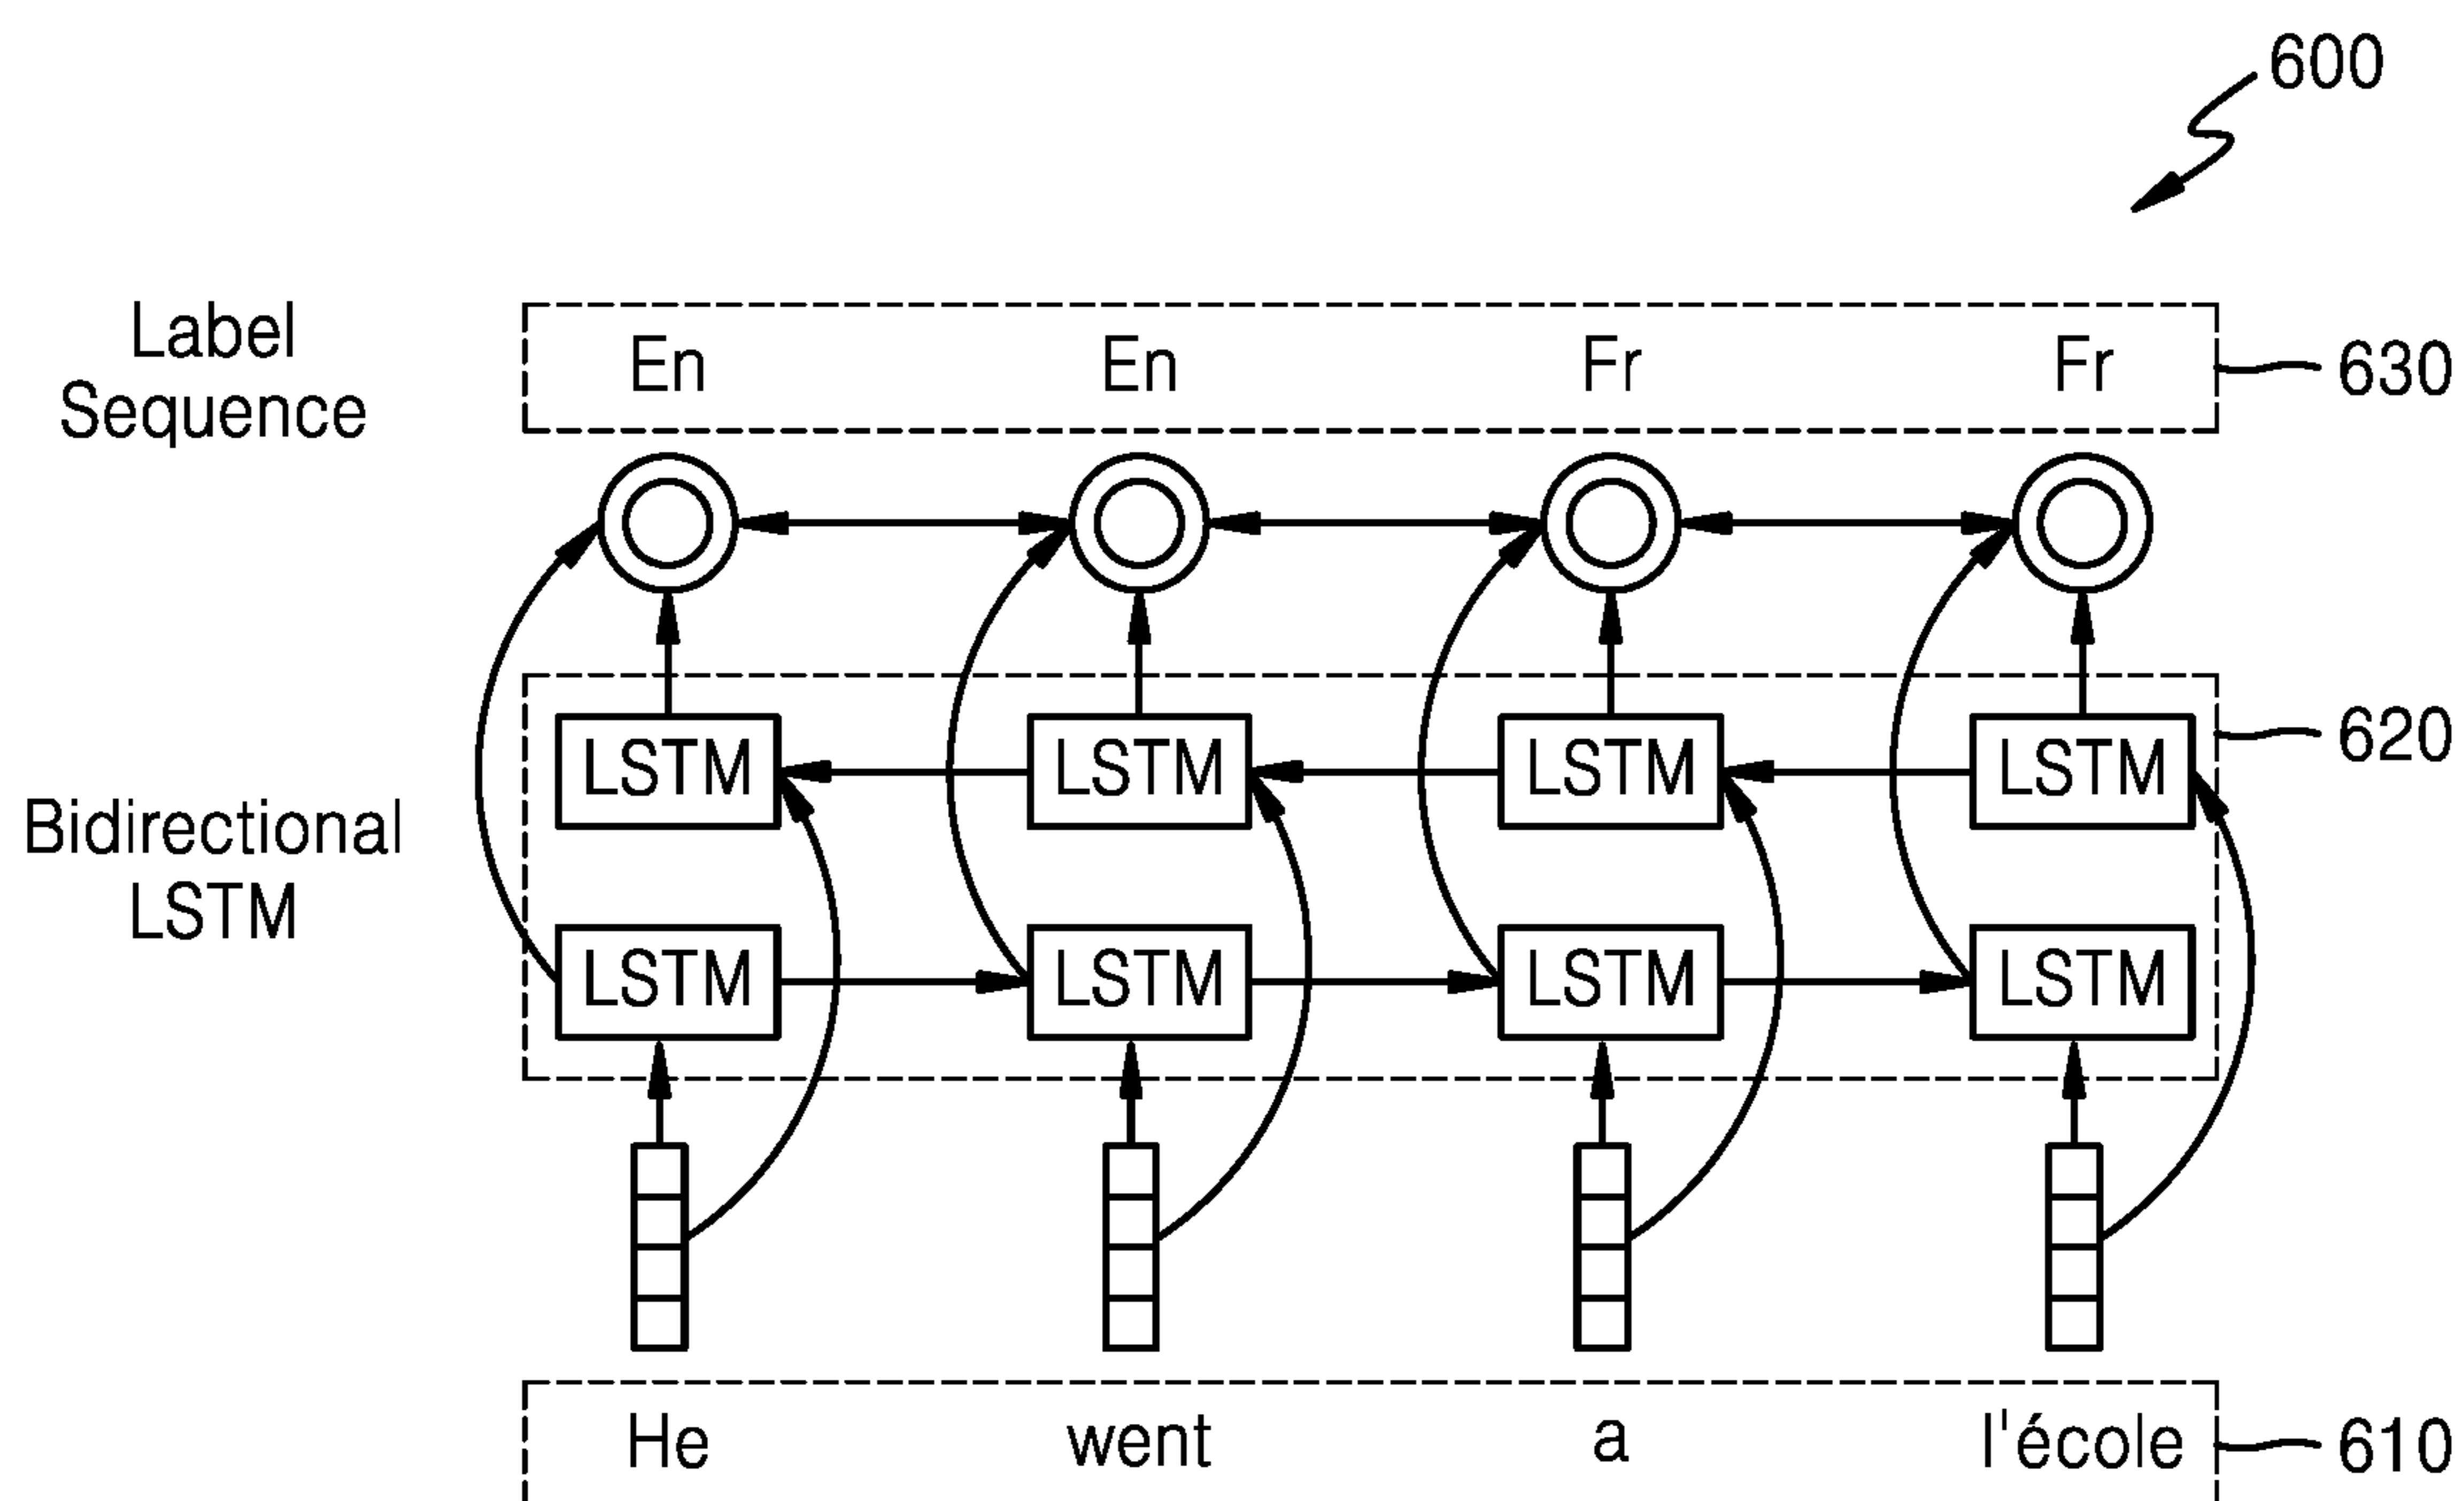 600
Label
Sequence
En En Fr Fr
630
LSTM LSTM LSTM LSTM
620
Bidirectional
LSTM
LSTM LSTM LSTM LSTM
He went a l'école
610